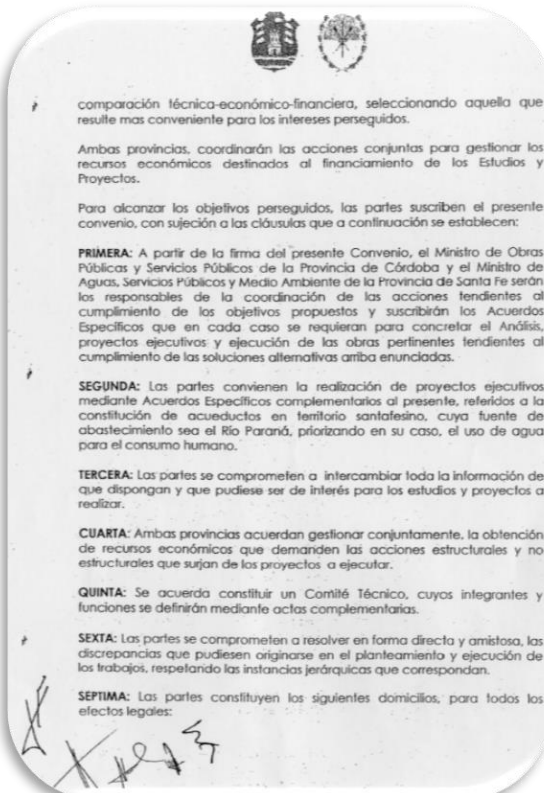 comparación técnica-económico-financiera, seleccionando aquella que
resulte mas conveniente para los intereses perseguidos.
Ambas provincias, coordinarán las acciones conjuntas para gestionar los
recursos económicos destinados al financiamiento de los Estudios y
Proyectos.
Para alcanzar los objetivos perseguidos, las partes suscriben el presente
convenio, con sujeción a las cláusulas que a continuación se establecen:
PRIMERA: A partir de la firma del presente Convenio, el Ministro de Obras
Públicas y Servicios Públicos de la Provincia de Córdoba y el Ministro de
Aguas, Servicios Públicos y Medio Ambiente de la Provincia de Santa Fe serán
los responsables de la coordinación de las acciones tendientes al
cumplimiento de los objetivos propuestos y suscribirán los Acuerdos
Específicos que en cada caso se requieran para concretar el Análisis,
proyectos ejecutivos y ejecución de las obras pertinentes tendientes al
cumplimiento de las soluciones alternativas arriba enunciadas.
SEGUNDA: Las partes convienen la realización de proyectos ejecutivos
mediante Acuerdos Específicos complementarios al presente, referidos a la
constitución de acueductos en territorio santafesino, cuya fuente de
abastecimiento sea el Río Paraná, priorizando en su caso, el uso de agua
para el consumo humano.
TERCERA: Las partes se comprometen a intercambiar toda la información de
que dispongan y que pudiese ser de interés para los estudios y proyectos a
realizar.
CUARTA: Ambas provincias acuerdan gestionar conjuntamente, la obtención
de recursos económicos que demanden las acciones estructurales y no
estructurales que surjan de los proyectos a ejecutar.
QUINTA: Se acuerda constituir un Comité Técnico, cuyos integrantes y
funciones se definirán mediante actas complementarias.
SEXTA: Las partes se comprometen a resolver en forma directa y amistosa, las
discrepancias que pudiesen originarse en el planteamiento y ejecución de
los trabajos, respetando las instancias jerárquicas que correspondan.
SEPTIMA: Las partes constituyen los siguientes domicilios, para todos los
efectos legales: